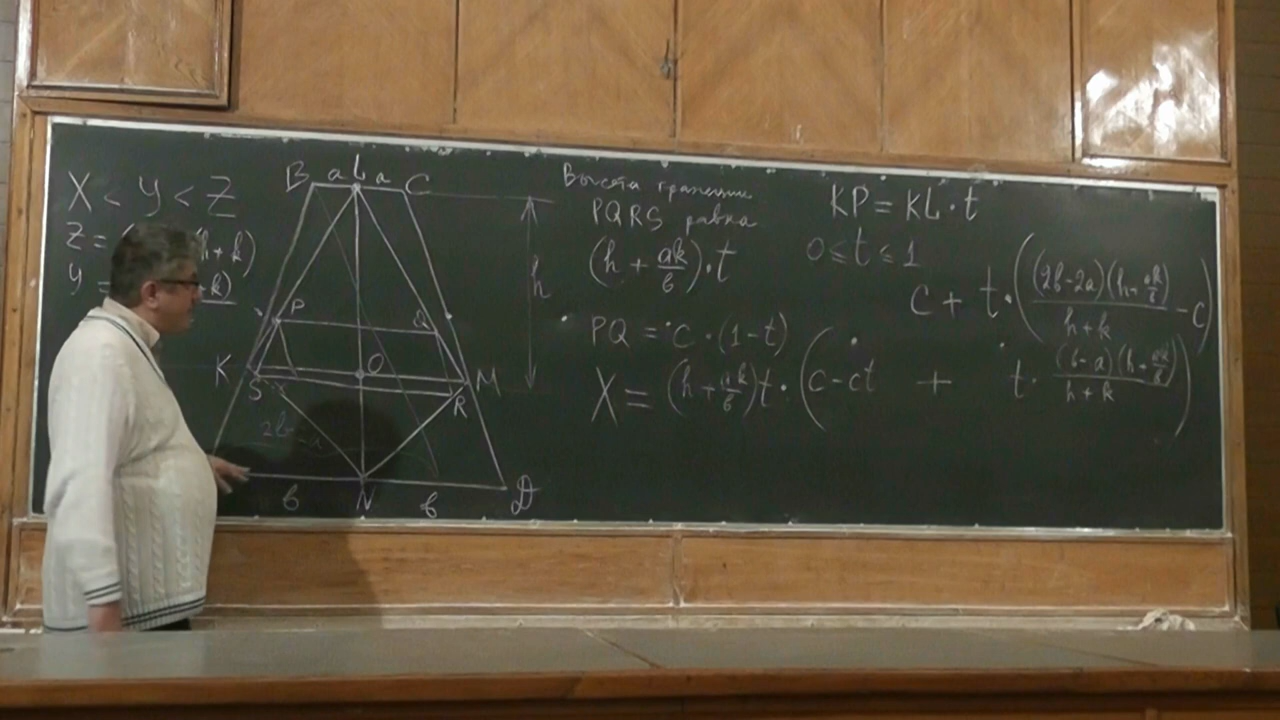 X < y < Z
Z = ( h + k)
y = k)
B a L a C
h
P Q
K S O M R
2b
b N b D
Высота трапеции
PQRS равна
(h + ak/b)·t
PQ = c·(1-t)
X = (h + ak/b)t·(c-ct + t·(b-a)(h+ak/b)/(h+k))
KP = KL·t
0 ≤ t ≤ 1
c + t·((2b-2a)(h+ak/b)/(h+k) - c)